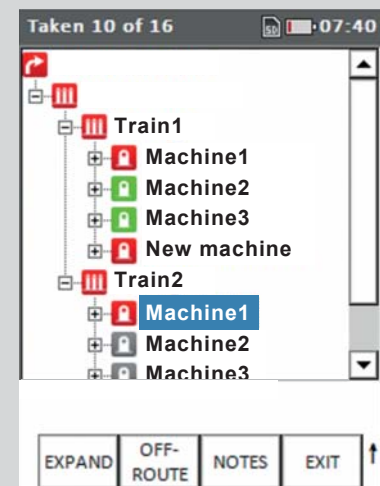 Taken 10 of 16 SD 07:40
Train1
Machine1
Machine2
Machine3
New machine
Train2
Machine1
Machine2
Machine3
EXPAND OFF-ROUTE NOTES EXIT ↑